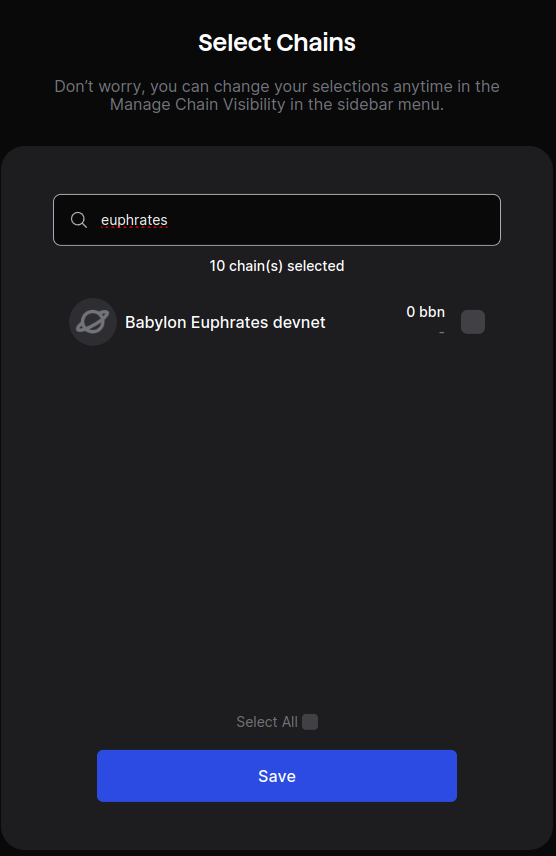 Select Chains
Don’t worry, you can change your selections anytime in the
Manage Chain Visibility in the sidebar menu.
euphrates
10 chain(s) selected
Babylon Euphrates devnet
0 bbn
-
Select All
Save